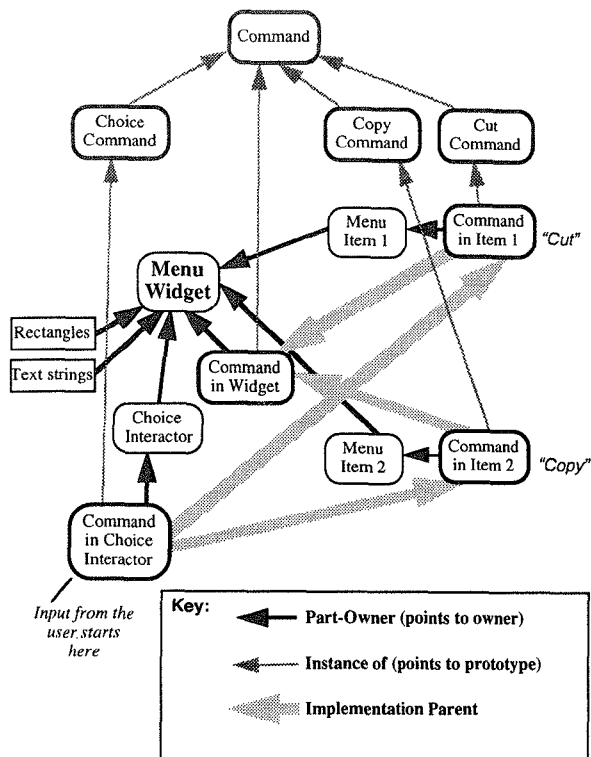 Command
Choice
Command
Copy
Command
Cut
Command
Menu
Item 1
Command
in Item 1
"Cut"
Menu
Widget
Rectangles
Text strings
Command
in Widget
Choice
Interactor
Menu
Item 2
Command
in Item 2
"Copy"
Command
in Choice
Interactor
Input from the
user starts
here
Key:
Part-Owner (points to owner)
Instance of (points to prototype)
Implementation Parent